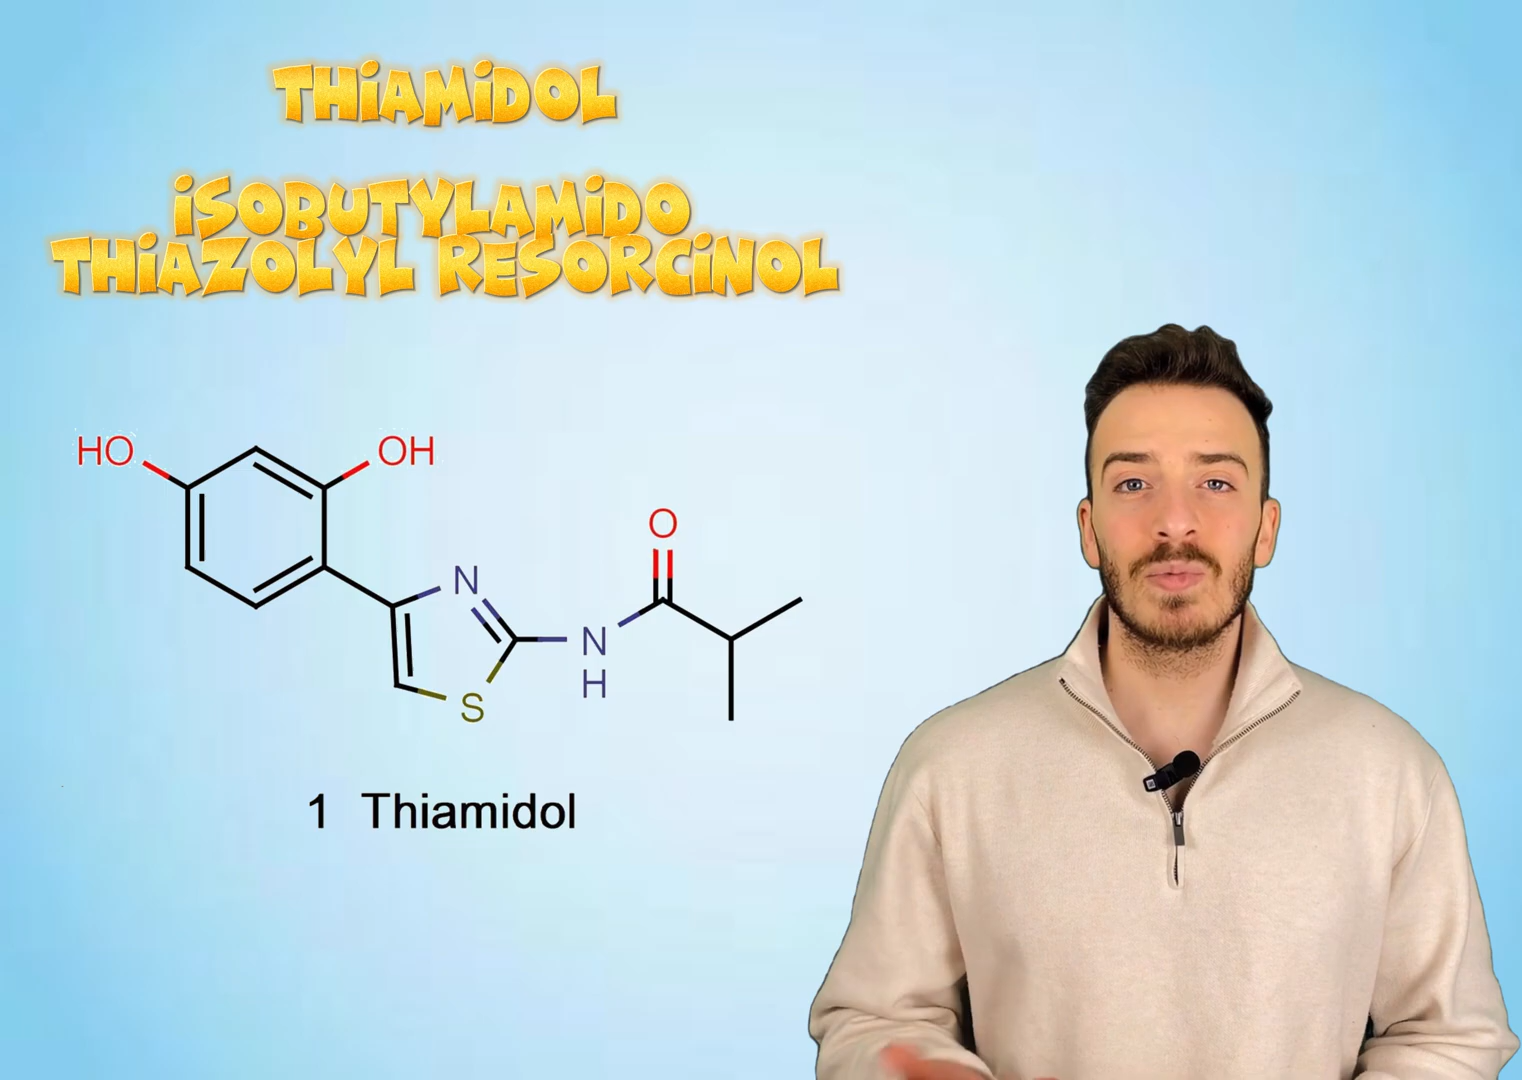 THiAMiDOL
iSOBUTYLAMiDO
THiAZOLYL RESORCiNOL
HO
OH
O
N
N
H
S
1 Thiamidol